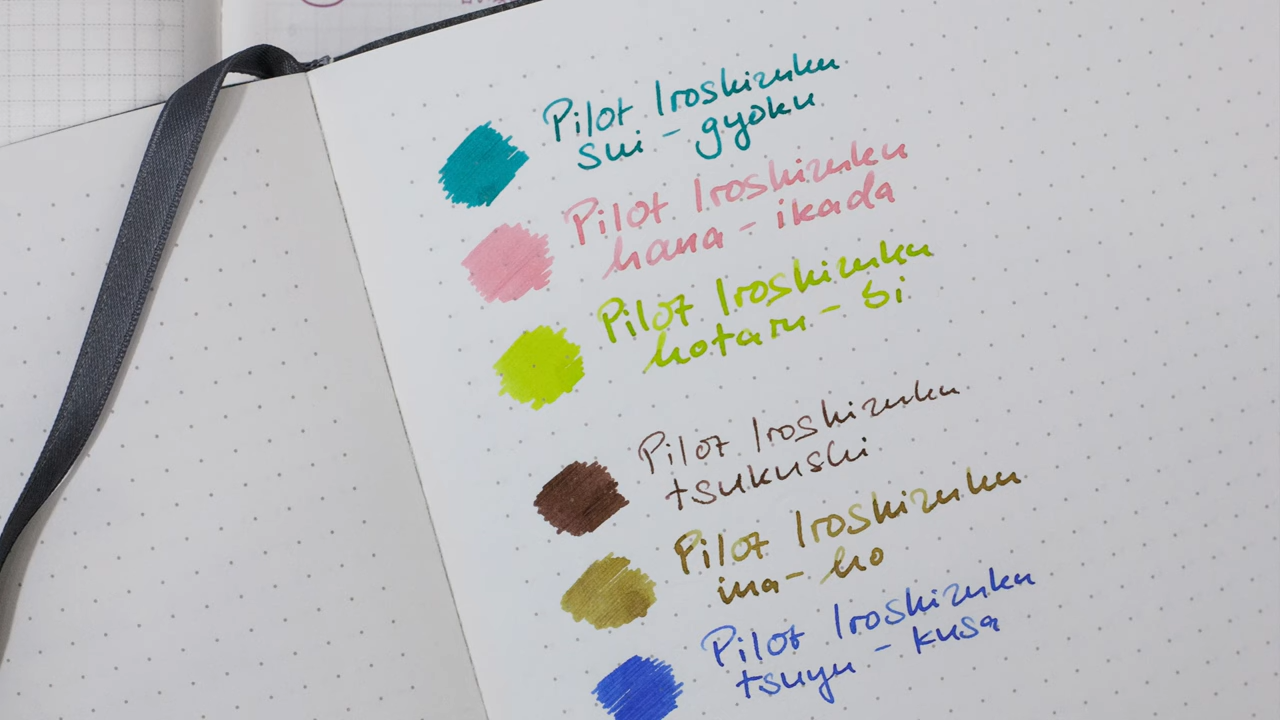 Pilot Iroshizuku
sui - gyoku
Pilot Iroshizuku
hana - ikada
Pilot Iroshizuku
hotaru - bi
Pilot Iroshizuku
tsukushi
Pilot Iroshizuku
ina - ho
Pilot Iroshizuku
tsuyu - kusa